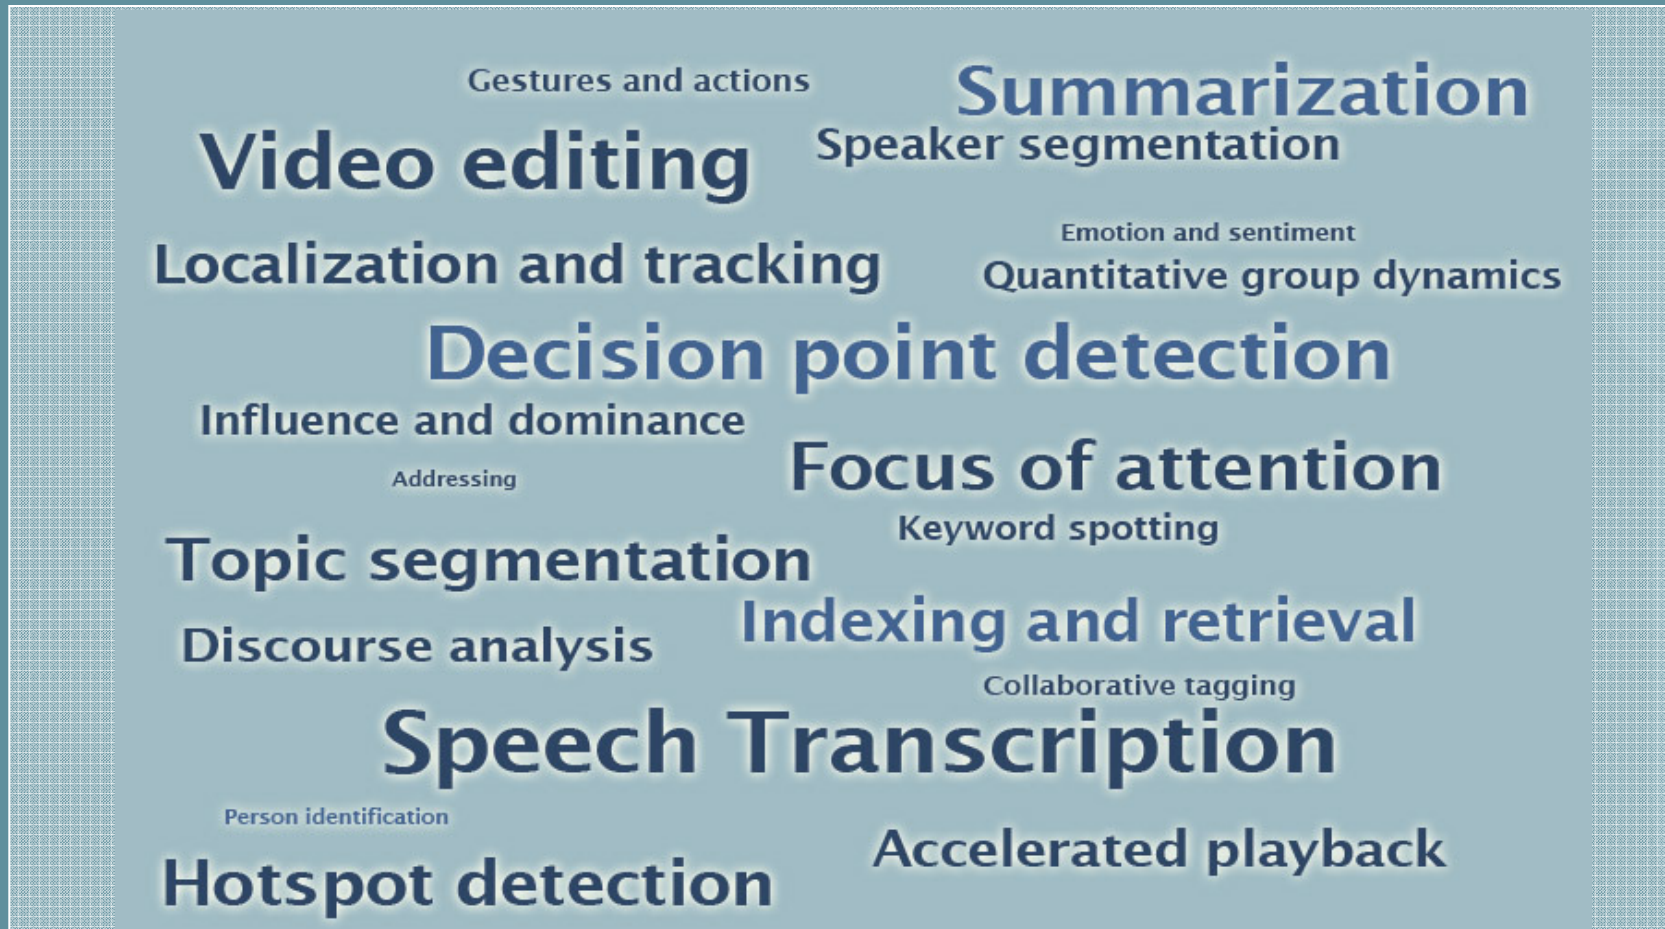 Gestures and actions
Summarization
Video editing
Speaker segmentation
Emotion and sentiment
Localization and tracking
Quantitative group dynamics
Decision point detection
Influence and dominance
Focus of attention
Addressing
Keyword spotting
Topic segmentation
Indexing and retrieval
Discourse analysis
Collaborative tagging
Speech Transcription
Person identification
Accelerated playback
Hotspot detection